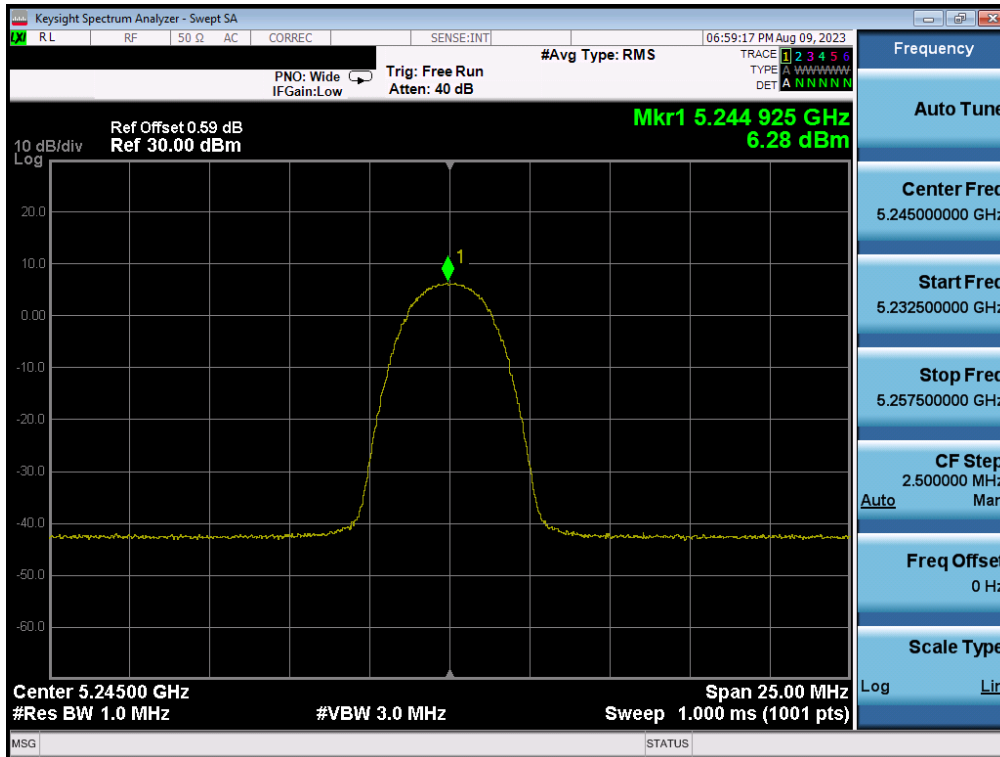 Keysight Spectrum Analyzer - Swept SA
LXI RL RF 50 Ω AC CORREC SENSE:INT 06:59:17 PM Aug 09, 2023
#Avg Type: RMS
TRACE 1 2 3 4 5 6
TYPE A WWWWW
DET A N N N N N
PNO: Wide
IFGain:Low
Trig: Free Run
Atten: 40 dB
Mkr1 5.244 925 GHz
6.28 dBm
Ref Offset 0.59 dB
Ref 30.00 dBm
10 dB/div
Log
20.0
10.0
0.00
-10.0
-20.0
-30.0
-40.0
-50.0
-60.0
1
Center 5.24500 GHz
#Res BW 1.0 MHz
#VBW 3.0 MHz
Span 25.00 MHz
Sweep 1.000 ms (1001 pts)
MSG
STATUS
Frequency
Auto Tune
Center Freq
5.245000000 GHz
Start Freq
5.232500000 GHz
Stop Freq
5.257500000 GHz
CF Step
2.500000 MHz
Auto Man
Freq Offset
0 Hz
Scale Type
Log Lin